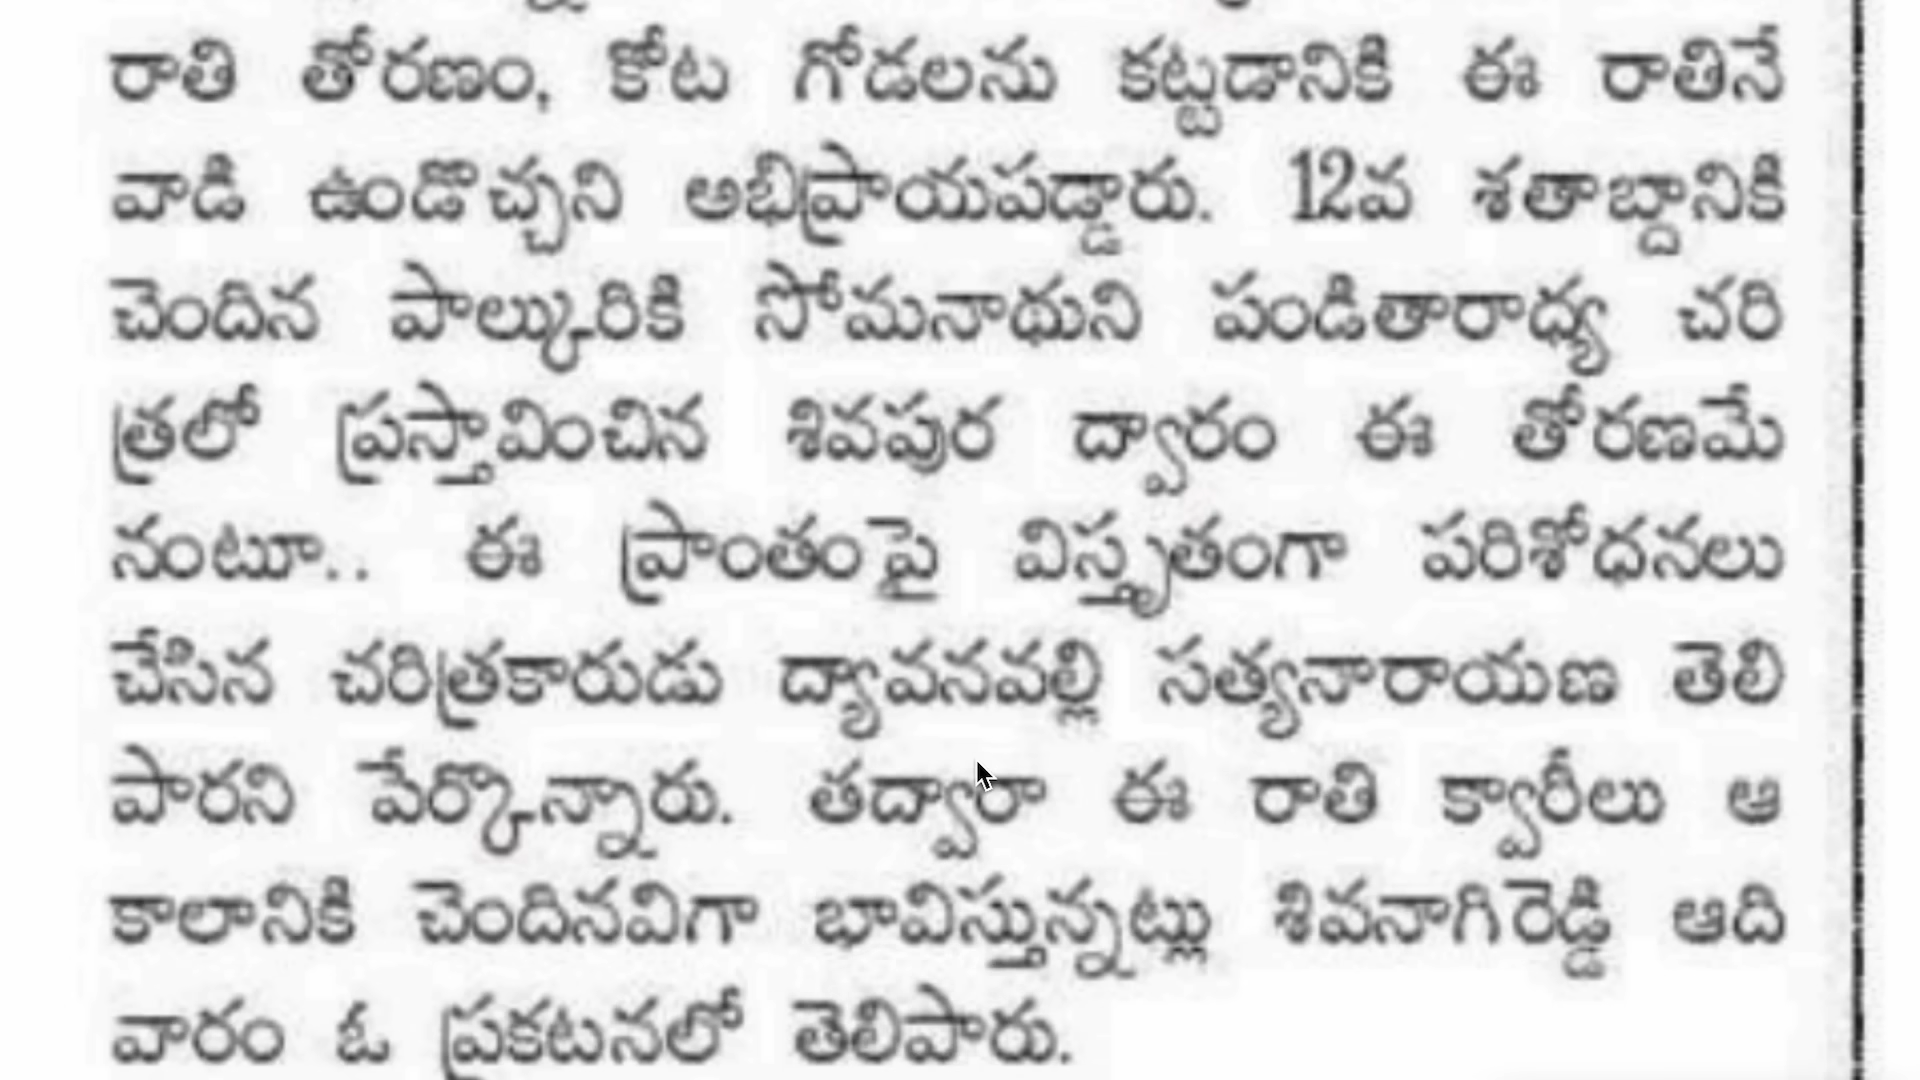 రాతి తోరణం, కోట గోడలను కట్టడానికి ఈ రాతినే
వాడి ఉండొచ్చని అభిప్రాయపడ్డారు. 12వ శతాబ్దానికి
చెందిన పాల్కురికి సోమనాథుని పండితారాధ్య చరి
త్రలో ప్రస్తావించిన శివపుర ద్వారం ఈ తోరణమే
నంటూ.. ఈ ప్రాంతంపై విస్తృతంగా పరిశోధనలు
చేసిన చరిత్రకారుడు ద్యావనవల్లి సత్యనారాయణ తెలి
పారని పేర్కొన్నారు. తద్వారా ఈ రాతి క్వారీలు ఆ
కాలానికి చెందినవిగా భావిస్తున్నట్లు శివనాగిరెడ్డి ఆది
వారం ఓ ప్రకటనలో తెలిపారు.